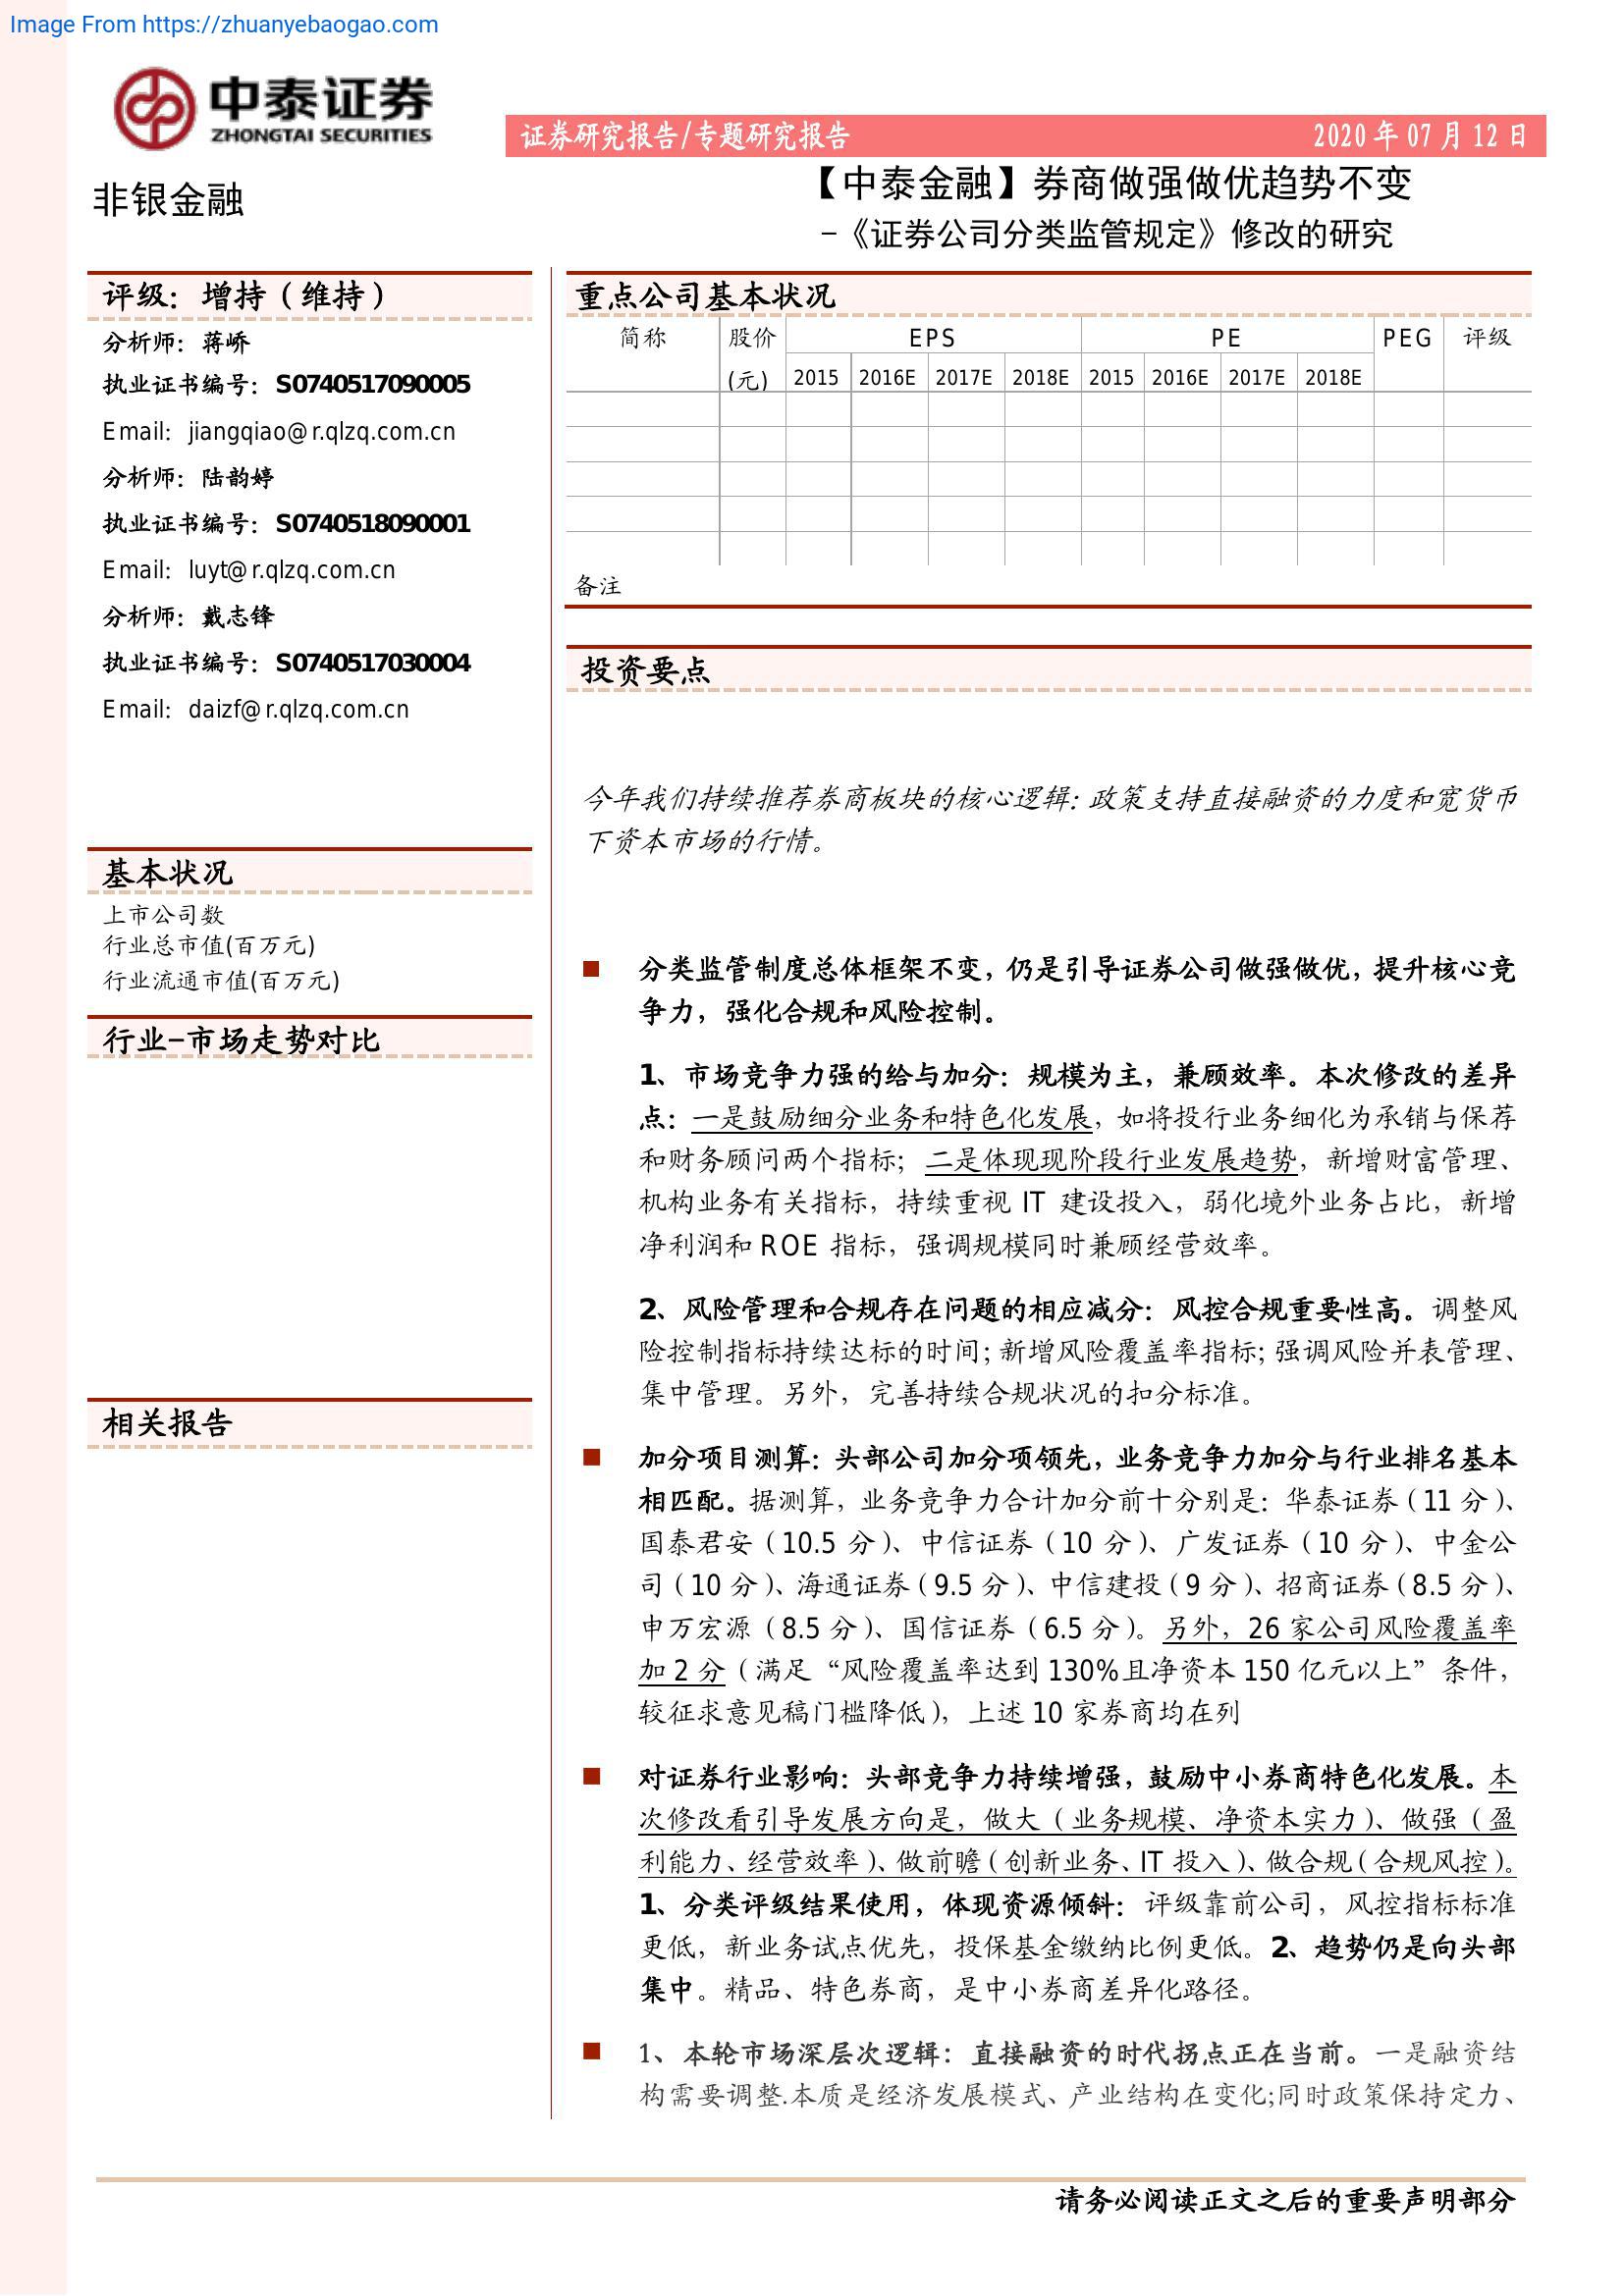 Image From https://zhuanyebaogao.com
中泰证券
ZHONGTAI SECURITIES
证券研究报告/专题研究报告 2020年07月12日
非银金融
【中泰金融】券商做强做优趋势不变
-《证券公司分类监管规定》修改的研究
评级：增持（维持）
分析师：蒋峤
执业证书编号：S0740517090005
Email：jiangqiao@r.qlzq.com.cn
分析师：陆韵婷
执业证书编号：S0740518090001
Email：luyt@r.qlzq.com.cn
分析师：戴志锋
执业证书编号：S0740517030004
Email：daizf@r.qlzq.com.cn
基本状况
上市公司数
行业总市值(百万元)
行业流通市值(百万元)
行业-市场走势对比
相关报告
重点公司基本状况
简称 股价 EPS PE PEG 评级
(元) 2015 2016E 2017E 2018E 2015 2016E 2017E 2018E
备注
投资要点
今年我们持续推荐券商板块的核心逻辑：政策支持直接融资的力度和宽货币
下资本市场的行情。
■ 分类监管制度总体框架不变，仍是引导证券公司做强做优，提升核心竞
争力，强化合规和风险控制。
1、市场竞争力强的给与加分：规模为主，兼顾效率。本次修改的差异
点：一是鼓励细分业务和特色化发展，如将投行业务细化为承销与保荐
和财务顾问两个指标；二是体现现阶段行业发展趋势，新增财富管理、
机构业务有关指标，持续重视 IT 建设投入，弱化境外业务占比，新增
净利润和 ROE 指标，强调规模同时兼顾经营效率。
2、风险管理和合规存在问题的相应减分：风控合规重要性高。调整风
险控制指标持续达标的时间；新增风险覆盖率指标；强调风险并表管理、
集中管理。另外，完善持续合规状况的扣分标准。
■ 加分项目测算：头部公司加分项领先，业务竞争力加分与行业排名基本
相匹配。据测算，业务竞争力合计加分前十分别是：华泰证券（11 分）、
国泰君安（10.5 分）、中信证券（10 分）、广发证券（10 分）、中金公
司（10 分）、海通证券（9.5 分）、中信建投（9 分）、招商证券（8.5 分）、
申万宏源（8.5 分）、国信证券（6.5 分）。另外，26 家公司风险覆盖率
加 2 分（满足“风险覆盖率达到 130%且净资本 150 亿元以上”条件，
较征求意见稿门槛降低），上述 10 家券商均在列
■ 对证券行业影响：头部竞争力持续增强，鼓励中小券商特色化发展。本
次修改看引导发展方向是，做大（业务规模、净资本实力）、做强（盈
利能力、经营效率）、做前瞻（创新业务、IT 投入）、做合规（合规风控）。
1、分类评级结果使用，体现资源倾斜：评级靠前公司，风控指标标准
更低，新业务试点优先，投保基金缴纳比例更低。2、趋势仍是向头部
集中。精品、特色券商，是中小券商差异化路径。
■ 1、本轮市场深层次逻辑：直接融资的时代拐点正在当前。一是融资结
构需要调整.本质是经济发展模式、产业结构在变化;同时政策保持定力、
请务必阅读正文之后的重要声明部分